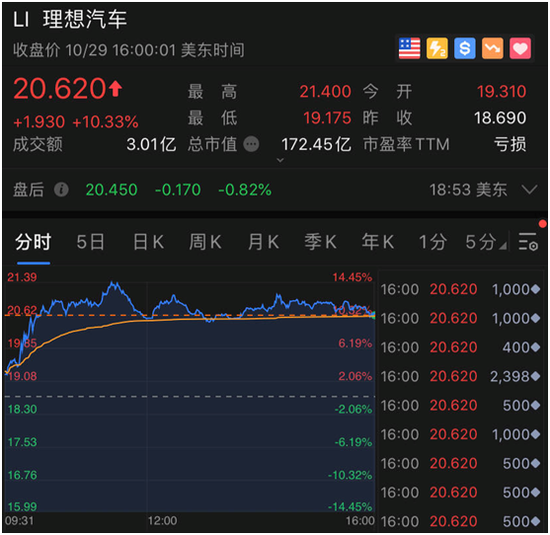 LI 理想汽车
收盘价 10/29 16:00:01 美东时间
20.620 最高 21.400 今开 19.310
+1.930 +10.33% 最低 19.175 昨收 18.690
成交额 3.01亿 总市值 172.45亿 市盈率TTM 亏损
盘后 20.450 -0.170 -0.82% 18:53 美东
分时 5日 日K 周K 月K 季K 年K 1分 5分
21.39 14.45%
20.62
19.85 6.19%
19.08 2.06%
18.30 -2.06%
17.53 -6.19%
16.76 -10.32%
15.99 -14.45%
09:31 12:00 16:00
16:00 20.620 1,000
16:00 20.620 1,000
16:00 20.620 400
16:00 20.620 2,398
16:00 20.620 500
16:00 20.620 1,000
16:00 20.620 500
16:00 20.620 500
16:00 20.620 500